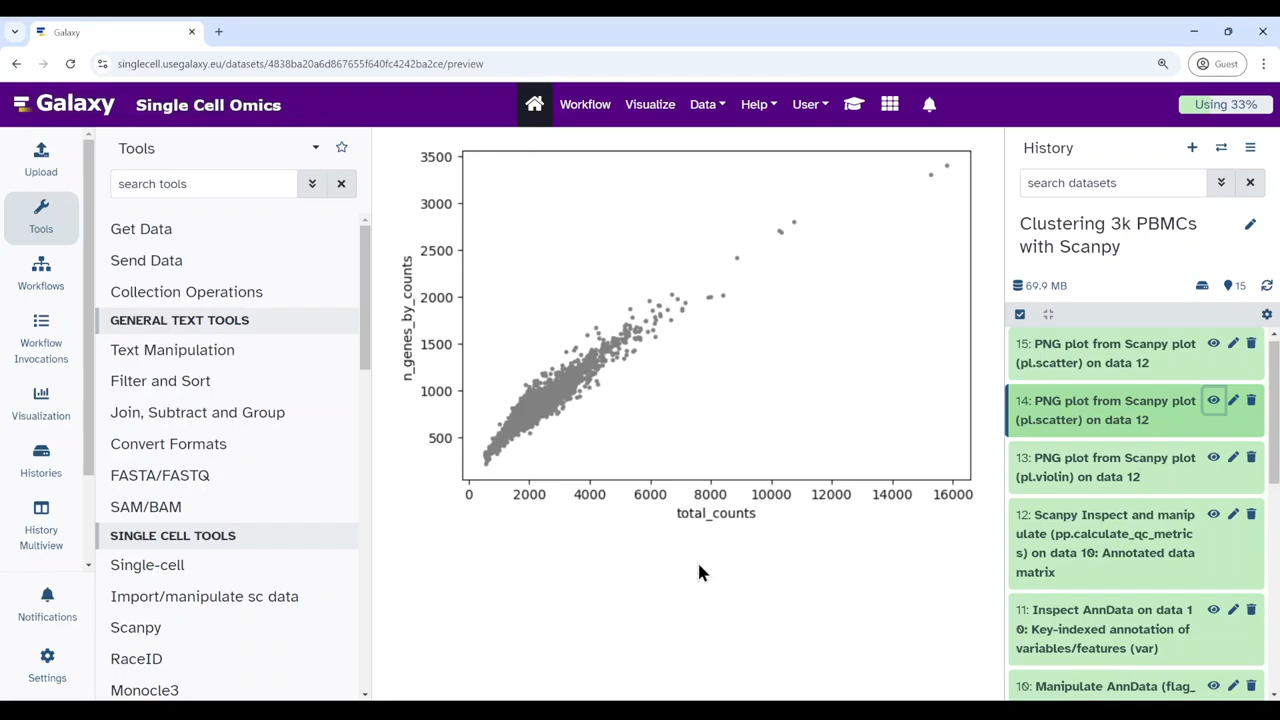 Galaxy
singlecell.usegalaxy.eu/datasets/4838ba20a6d867655f640fc4242ba2ce/preview
Guest
Galaxy
Single Cell Omics
Workflow
Visualize
Data
Help
User
Using 33%
Upload
Tools
Workflows
Workflow
Invocations
Visualization
Histories
History
Multiview
Notifications
Settings
Tools
search tools
Get Data
Send Data
Collection Operations
GENERAL TEXT TOOLS
Text Manipulation
Filter and Sort
Join, Subtract and Group
Convert Formats
FASTA/FASTQ
SAM/BAM
SINGLE CELL TOOLS
Single-cell
Import/manipulate sc data
Scanpy
RaceID
Monocle3
n_genes_by_counts
3500
3000
2500
2000
1500
1000
500
0 2000 4000 6000 8000 10000 12000 14000 16000
total_counts
History
search datasets
Clustering 3k PBMCs
with Scanpy
69.9 MB
15
15: PNG plot from Scanpy plot
(pl.scatter) on data 12
14: PNG plot from Scanpy plot
(pl.scatter) on data 12
13: PNG plot from Scanpy plot
(pl.violin) on data 12
12: Scanpy Inspect and manip
ulate (pp.calculate_qc_metric
s) on data 10: Annotated data
matrix
11: Inspect AnnData on data 1
0: Key-indexed annotation of
variables/features (var)
10: Manipulate AnnData (flag_